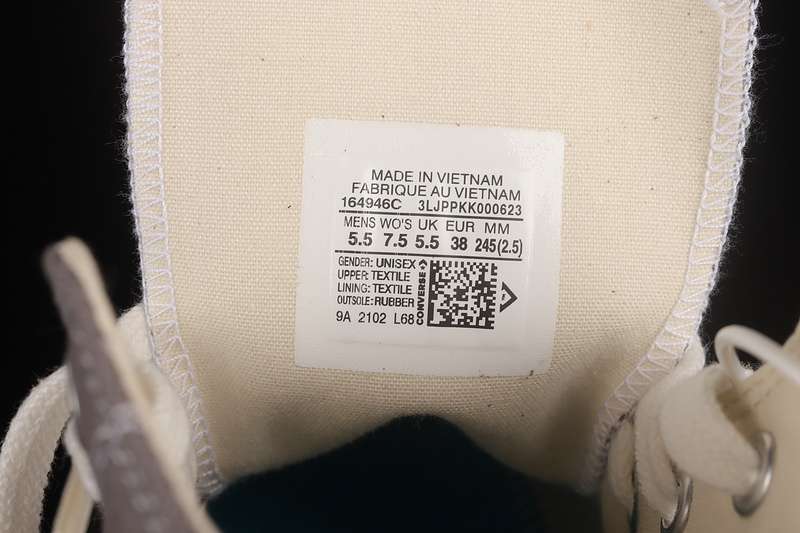 MADE IN VIETNAM
FABRIQUE AU VIETNAM
164946C 3LJPPKK000623
MENS WO'S UK EUR MM
5.5 7.5 5.5 38 245(2.5)
GENDER: UNISEX
UPPER: TEXTILE
LINING: TEXTILE
OUTSOLE: RUBBER
9A 2102 L68
CONVERSE